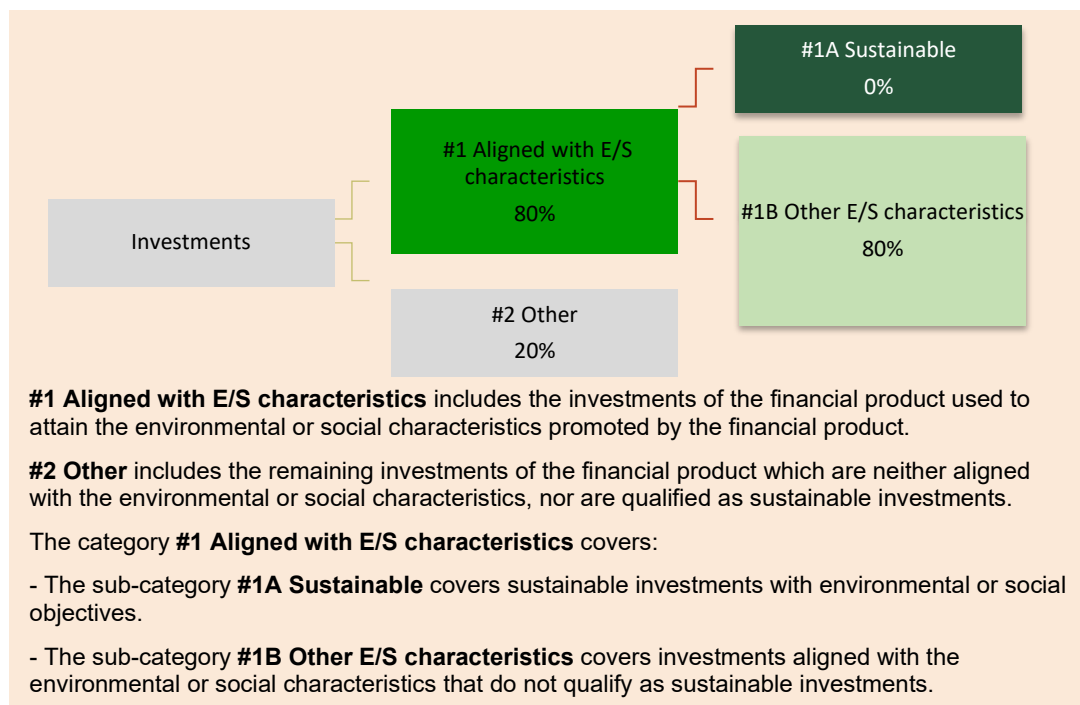 #1A Sustainable
0%
#1 Aligned with E/S
characteristics
80%
#1B Other E/S characteristics
80%
Investments
#2 Other
20%
#1 Aligned with E/S characteristics includes the investments of the financial product used to
attain the environmental or social characteristics promoted by the financial product.
#2 Other includes the remaining investments of the financial product which are neither aligned
with the environmental or social characteristics, nor are qualified as sustainable investments.
The category #1 Aligned with E/S characteristics covers:
- The sub-category #1A Sustainable covers sustainable investments with environmental or social
objectives.
- The sub-category #1B Other E/S characteristics covers investments aligned with the
environmental or social characteristics that do not qualify as sustainable investments.